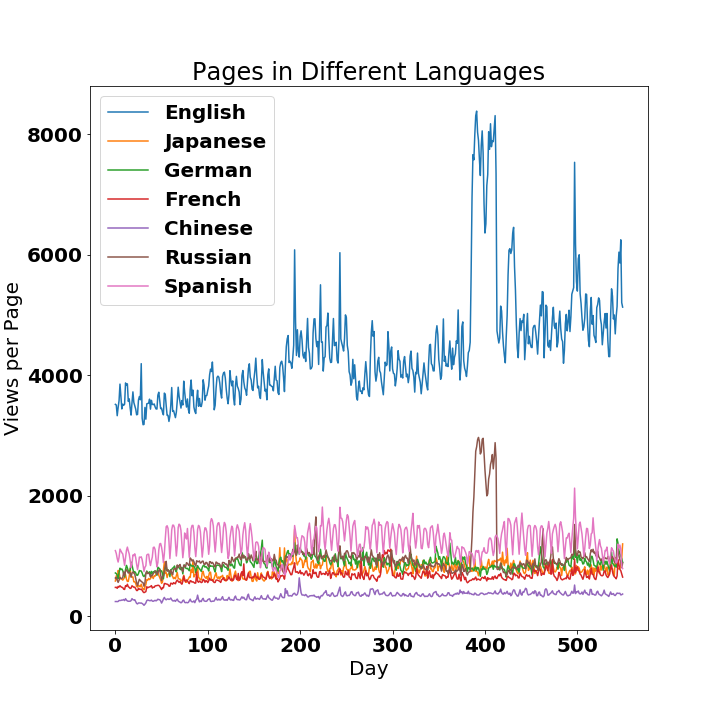 Pages in Different Languages
English
Japanese
German
French
Chinese
Russian
Spanish
8000
6000
4000
2000
0
Views per Page
0 100 200 300 400 500
Day